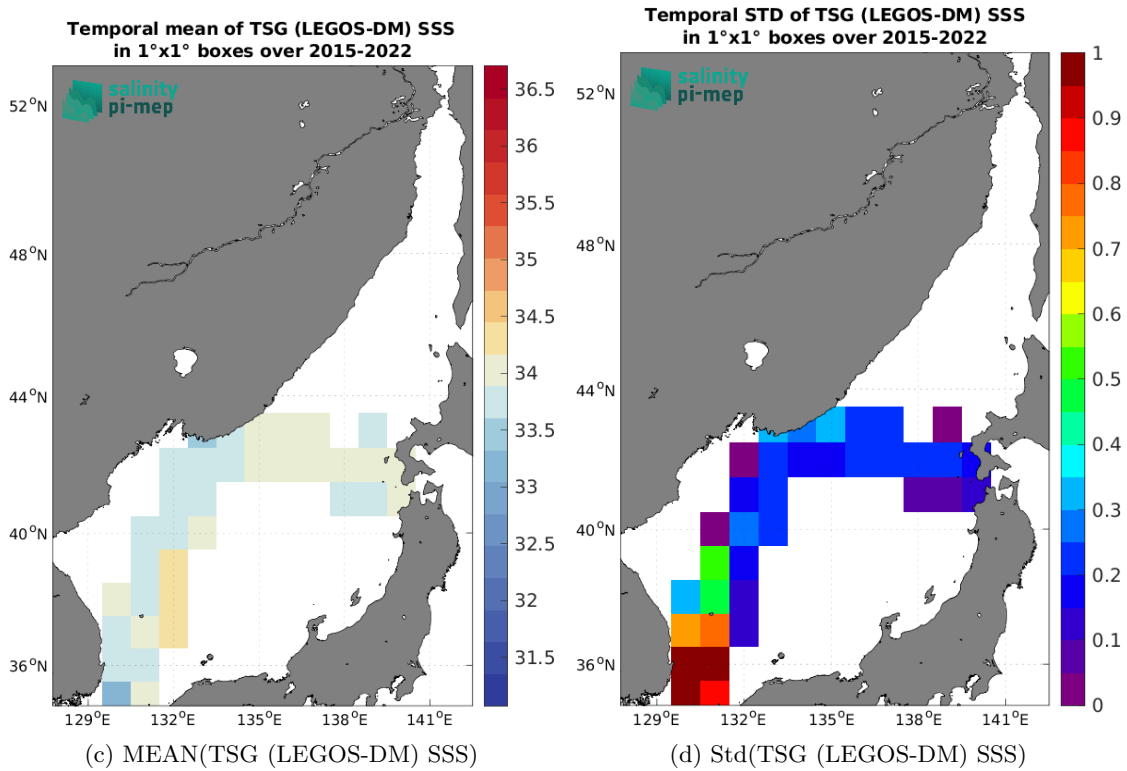 Temporal mean of TSG (LEGOS-DM) SSS
in 1°x1° boxes over 2015-2022
salinity
pi-mep
52°N
48°N
44°N
40°N
36°N
129°E
132°E
135°E
138°E
141°E
36.5
36
35.5
35
34.5
34
33.5
33
32.5
32
31.5
(c) MEAN(TSG (LEGOS-DM) SSS)
Temporal STD of TSG (LEGOS-DM) SSS
in 1°x1° boxes over 2015-2022
salinity
pi-mep
52°N
48°N
44°N
40°N
36°N
129°E
132°E
135°E
138°E
141°E
1
0.9
0.8
0.7
0.6
0.5
0.4
0.3
0.2
0.1
0
(d) Std(TSG (LEGOS-DM) SSS)